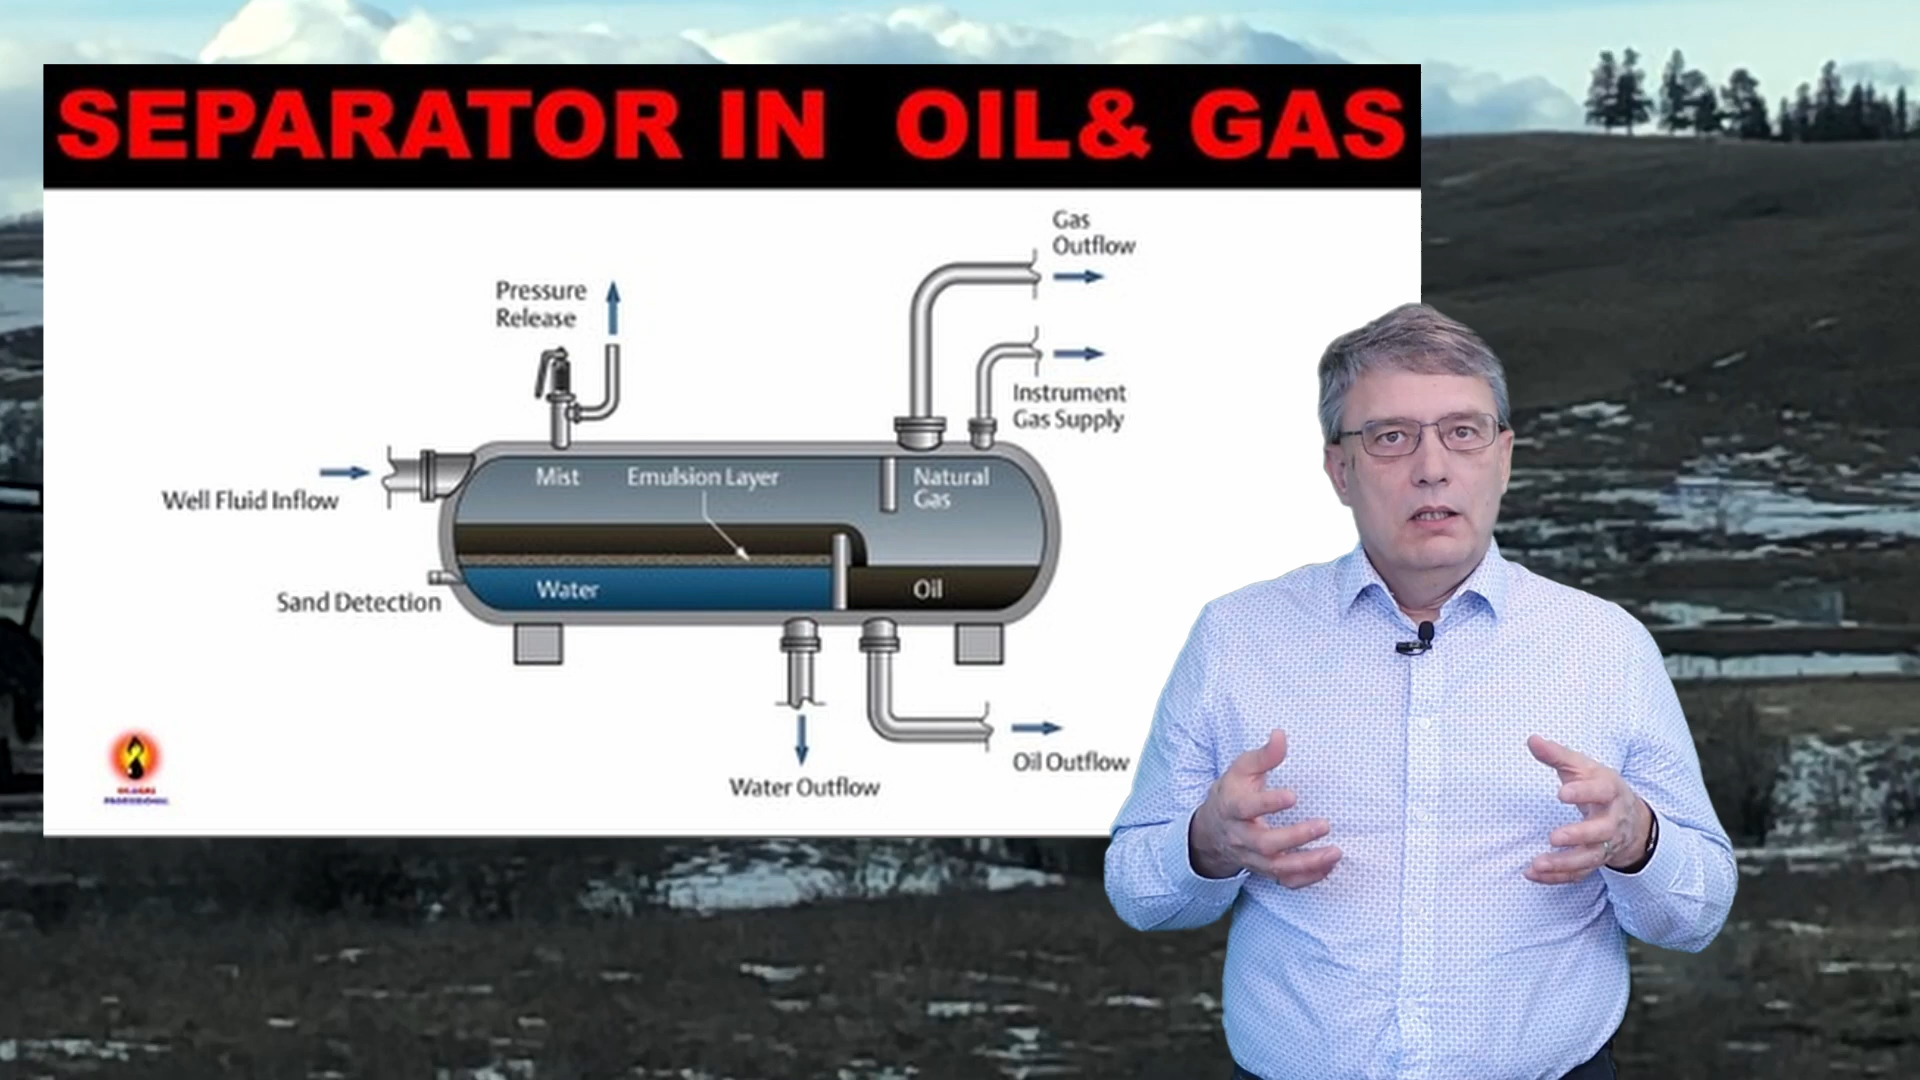 SEPARATOR IN OIL& GAS
Gas
Outflow
Pressure
Release
Instrument
Gas Supply
Mist
Emulsion Layer
Natural
Gas
Well Fluid Inflow
Water
Oil
Sand Detection
Oil Outflow
Water Outflow